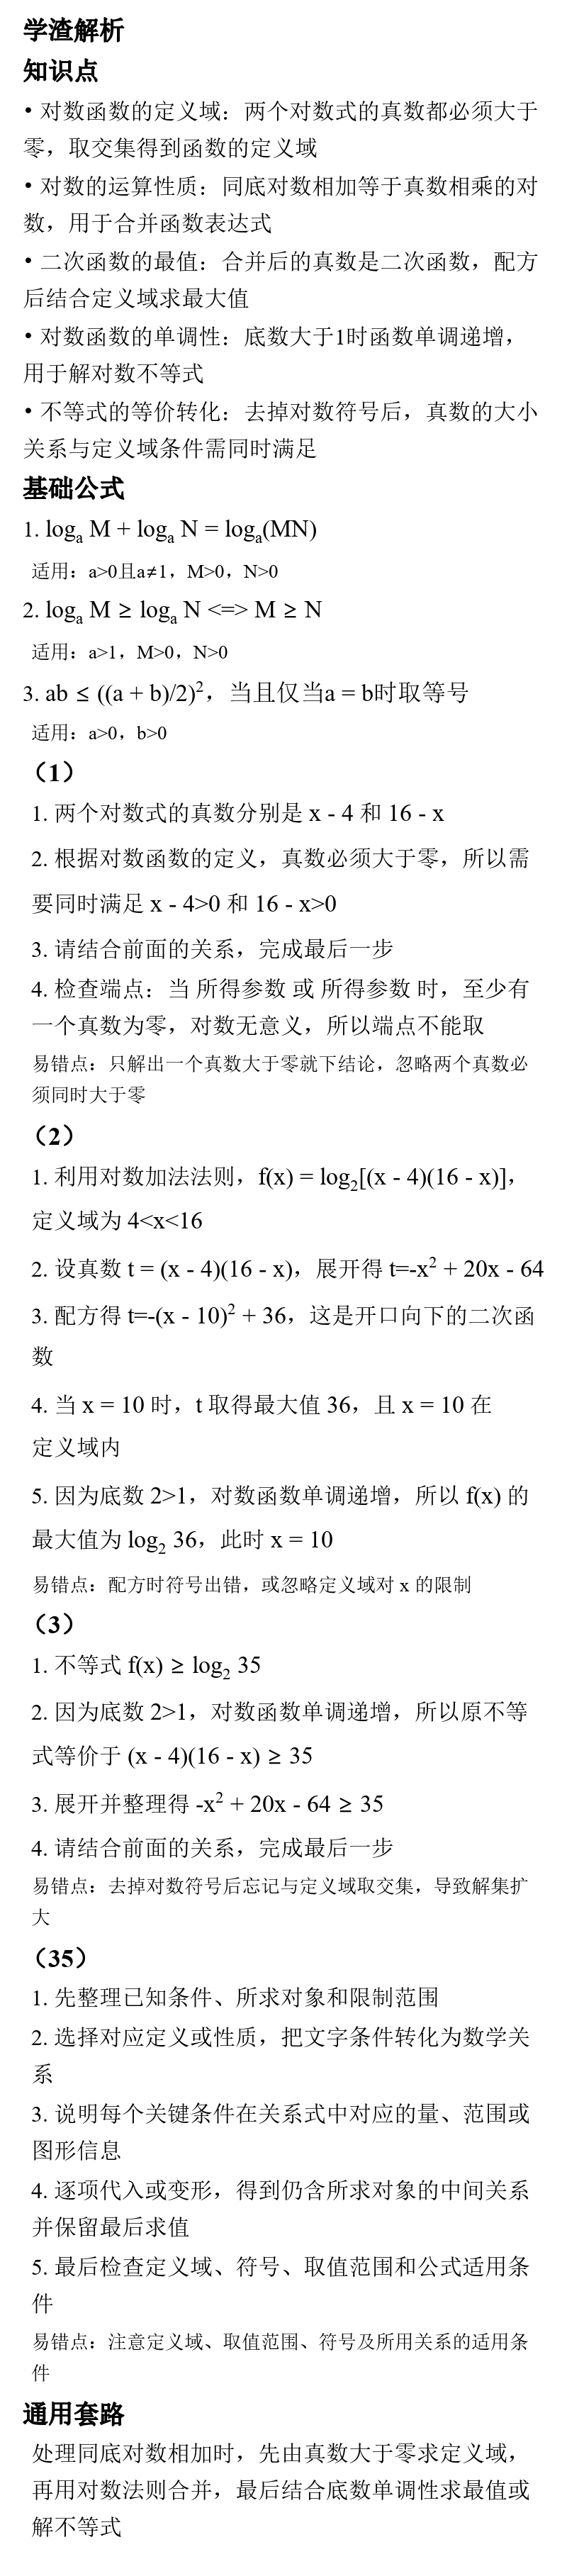 学渣解析
知识点
• 对数函数的定义域：两个对数式的真数都必须大于
零，取交集得到函数的定义域
• 对数的运算性质：同底对数相加等于真数相乘的对
数，用于合并函数表达式
• 二次函数的最值：合并后的真数是二次函数，配方
后结合定义域求最大值
• 对数函数的单调性：底数大于1时函数单调递增，
用于解对数不等式
• 不等式的等价转化：去掉对数符号后，真数的大小
关系与定义域条件需同时满足
基础公式
1. logₐ M + logₐ N = logₐ(MN)
适用：a>0且a≠1，M>0，N>0
2. logₐ M ≥ logₐ N <=> M ≥ N
适用：a>1，M>0，N>0
3. ab ≤ ((a + b)/2)²，当且仅当a = b时取等号
适用：a>0，b>0
（1）
1. 两个对数式的真数分别是 x - 4 和 16 - x
2. 根据对数函数的定义，真数必须大于零，所以需
要同时满足 x - 4>0 和 16 - x>0
3. 请结合前面的关系，完成最后一步
4. 检查端点：当 所得参数 或 所得参数 时，至少有
一个真数为零，对数无意义，所以端点不能取
易错点：只解出一个真数大于零就下结论，忽略两个真数必
须同时大于零
（2）
1. 利用对数加法法则，f(x) = log₂[(x - 4)(16 - x)]，
定义域为 4<x<16
2. 设真数 t = (x - 4)(16 - x)，展开得 t=-x² + 20x - 64
3. 配方得 t=-(x - 10)² + 36，这是开口向下的二次函
数
4. 当 x = 10 时，t 取得最大值 36，且 x = 10 在
定义域内
5. 因为底数 2>1，对数函数单调递增，所以 f(x) 的
最大值为 log₂ 36，此时 x = 10
易错点：配方时符号出错，或忽略定义域对 x 的限制
（3）
1. 不等式 f(x) ≥ log₂ 35
2. 因为底数 2>1，对数函数单调递增，所以原不等
式等价于 (x - 4)(16 - x) ≥ 35
3. 展开并整理得 -x² + 20x - 64 ≥ 35
4. 请结合前面的关系，完成最后一步
易错点：去掉对数符号后忘记与定义域取交集，导致解集扩
大
（35）
1. 先整理已知条件、所求对象和限制范围
2. 选择对应定义或性质，把文字条件转化为数学关
系
3. 说明每个关键条件在关系式中对应的量、范围或
图形信息
4. 逐项代入或变形，得到仍含所求对象的中间关系
并保留最后求值
5. 最后检查定义域、符号、取值范围和公式适用条
件
易错点：注意定义域、取值范围、符号及所用关系的适用条
件
通用套路
处理同底对数相加时，先由真数大于零求定义域，
再用对数法则合并，最后结合底数单调性求最值或
解不等式